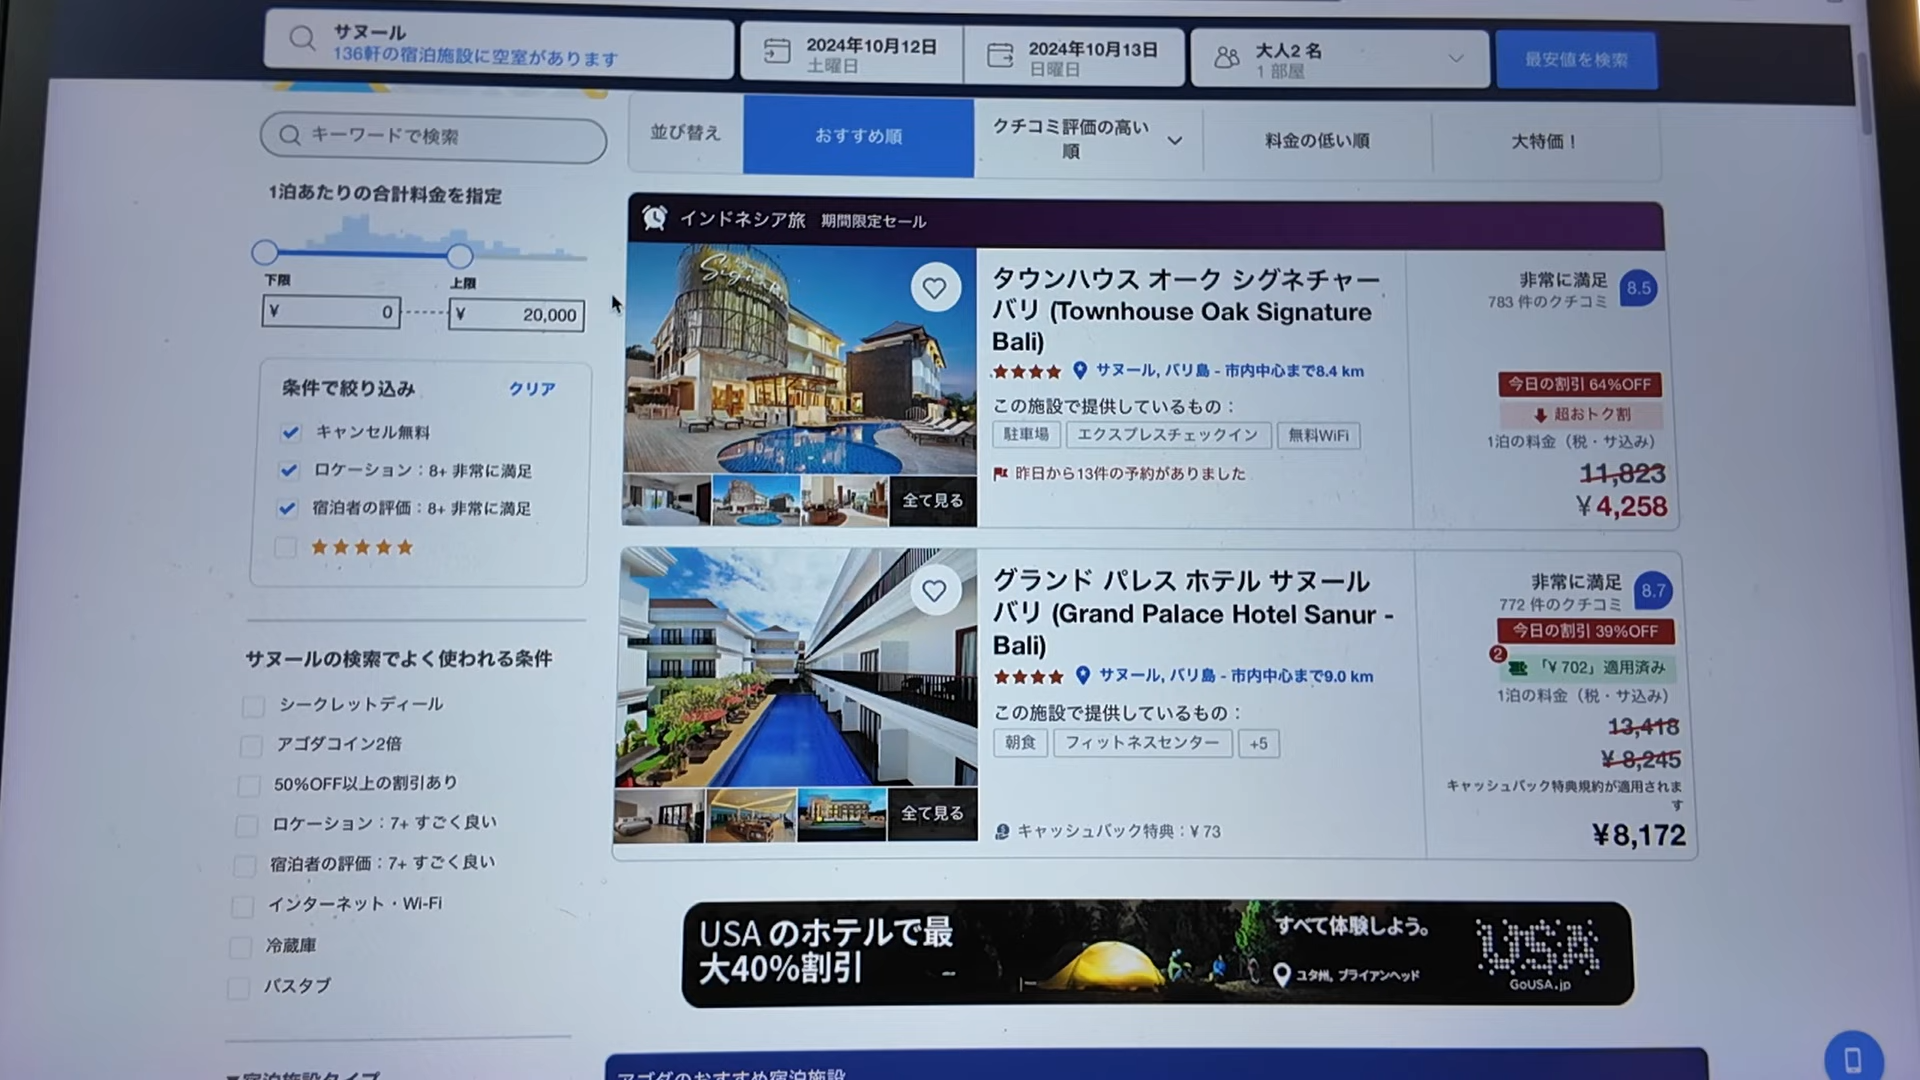 サヌール
136軒の宿泊施設に空室があります
2024年10月12日
土曜日
2024年10月13日
日曜日
大人2 名
1 部屋
最安値を検索
キーワードで検索
並び替え
おすすめ順
クチコミ評価の高い
順
料金の低い順
大特価！
1泊あたりの合計料金を指定
下限
上限
¥ 0
¥ 20,000
条件で絞り込み
クリア
キャンセル無料
ロケーション：8+ 非常に満足
宿泊者の評価：8+ 非常に満足
サヌールの検索でよく使われる条件
シークレットディール
アゴダコイン2倍
50%OFF以上の割引あり
ロケーション：7+ すごく良い
宿泊者の評価：7+ すごく良い
インターネット・Wi-Fi
冷蔵庫
バスタブ
▼宿泊施設タイプ
インドネシア旅 期間限定セール
全て見る
タウンハウス オーク シグネチャー
バリ (Townhouse Oak Signature
Bali)
サヌール, バリ島 - 市内中心まで8.4 km
この施設で提供しているもの：
駐車場
エクスプレスチェックイン
無料WiFi
昨日から13件の予約がありました
非常に満足
783 件のクチコミ
8.5
今日の割引 64%OFF
超おトク割
1泊の料金（税・サ込み）
11,823
¥ 4,258
全て見る
グランド パレス ホテル サヌール
バリ (Grand Palace Hotel Sanur -
Bali)
サヌール, バリ島 - 市内中心まで9.0 km
この施設で提供しているもの：
朝食
フィットネスセンター
+5
キャッシュバック特典：¥ 73
非常に満足
772 件のクチコミ
8.7
今日の割引 39%OFF
2
「¥ 702」適用済み
1泊の料金（税・サ込み）
13,418
¥ 8,245
キャッシュバック特典規約が適用されま
す
¥ 8,172
USA のホテルで最
大40%割引
すべて体験しよう。
ユタ州, ブライアンヘッド
USA
GoUSA.jp
アゴダのおすすめ宿泊施設